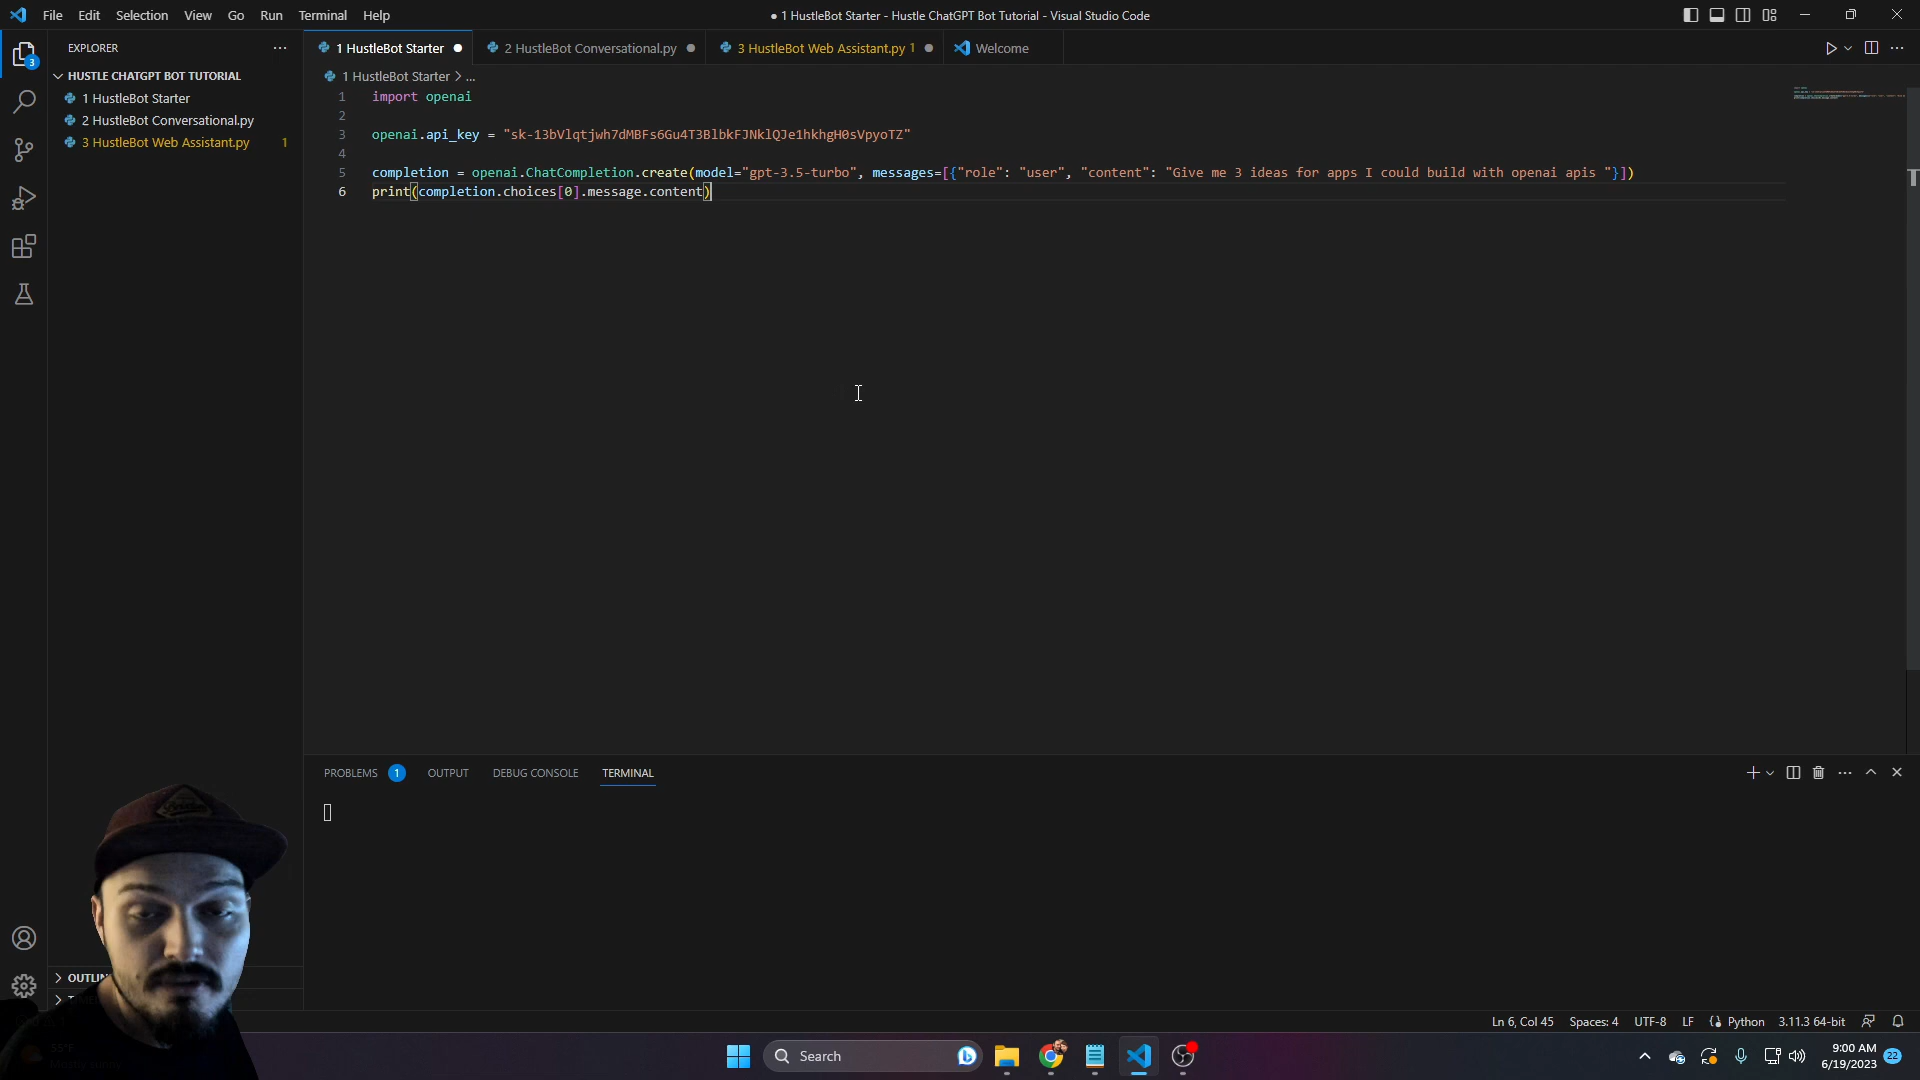 File Edit Selection View Go Run Terminal Help
● 1 HustleBot Starter - Hustle ChatGPT Bot Tutorial - Visual Studio Code
EXPLORER
HUSTLE CHATGPT BOT TUTORIAL
1 HustleBot Starter
2 HustleBot Conversational.py
3 HustleBot Web Assistant.py 1
3
1 HustleBot Starter
2 HustleBot Conversational.py
3 HustleBot Web Assistant.py 1
Welcome
1 HustleBot Starter > ...
1 import openai
2
3 openai.api_key = "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"
4
5 completion = openai.ChatCompletion.create(model="gpt-3.5-turbo", messages=[{"role": "user", "content": "Give me 3 ideas for apps I could build with openai apis "}])
6 print(completion.choices[0].message.content)
PROBLEMS 1 OUTPUT DEBUG CONSOLE TERMINAL
Ln 6, Col 45 Spaces: 4 UTF-8 LF Python 3.11.3 64-bit
55°F
Search
9:00 AM
6/19/2023
22